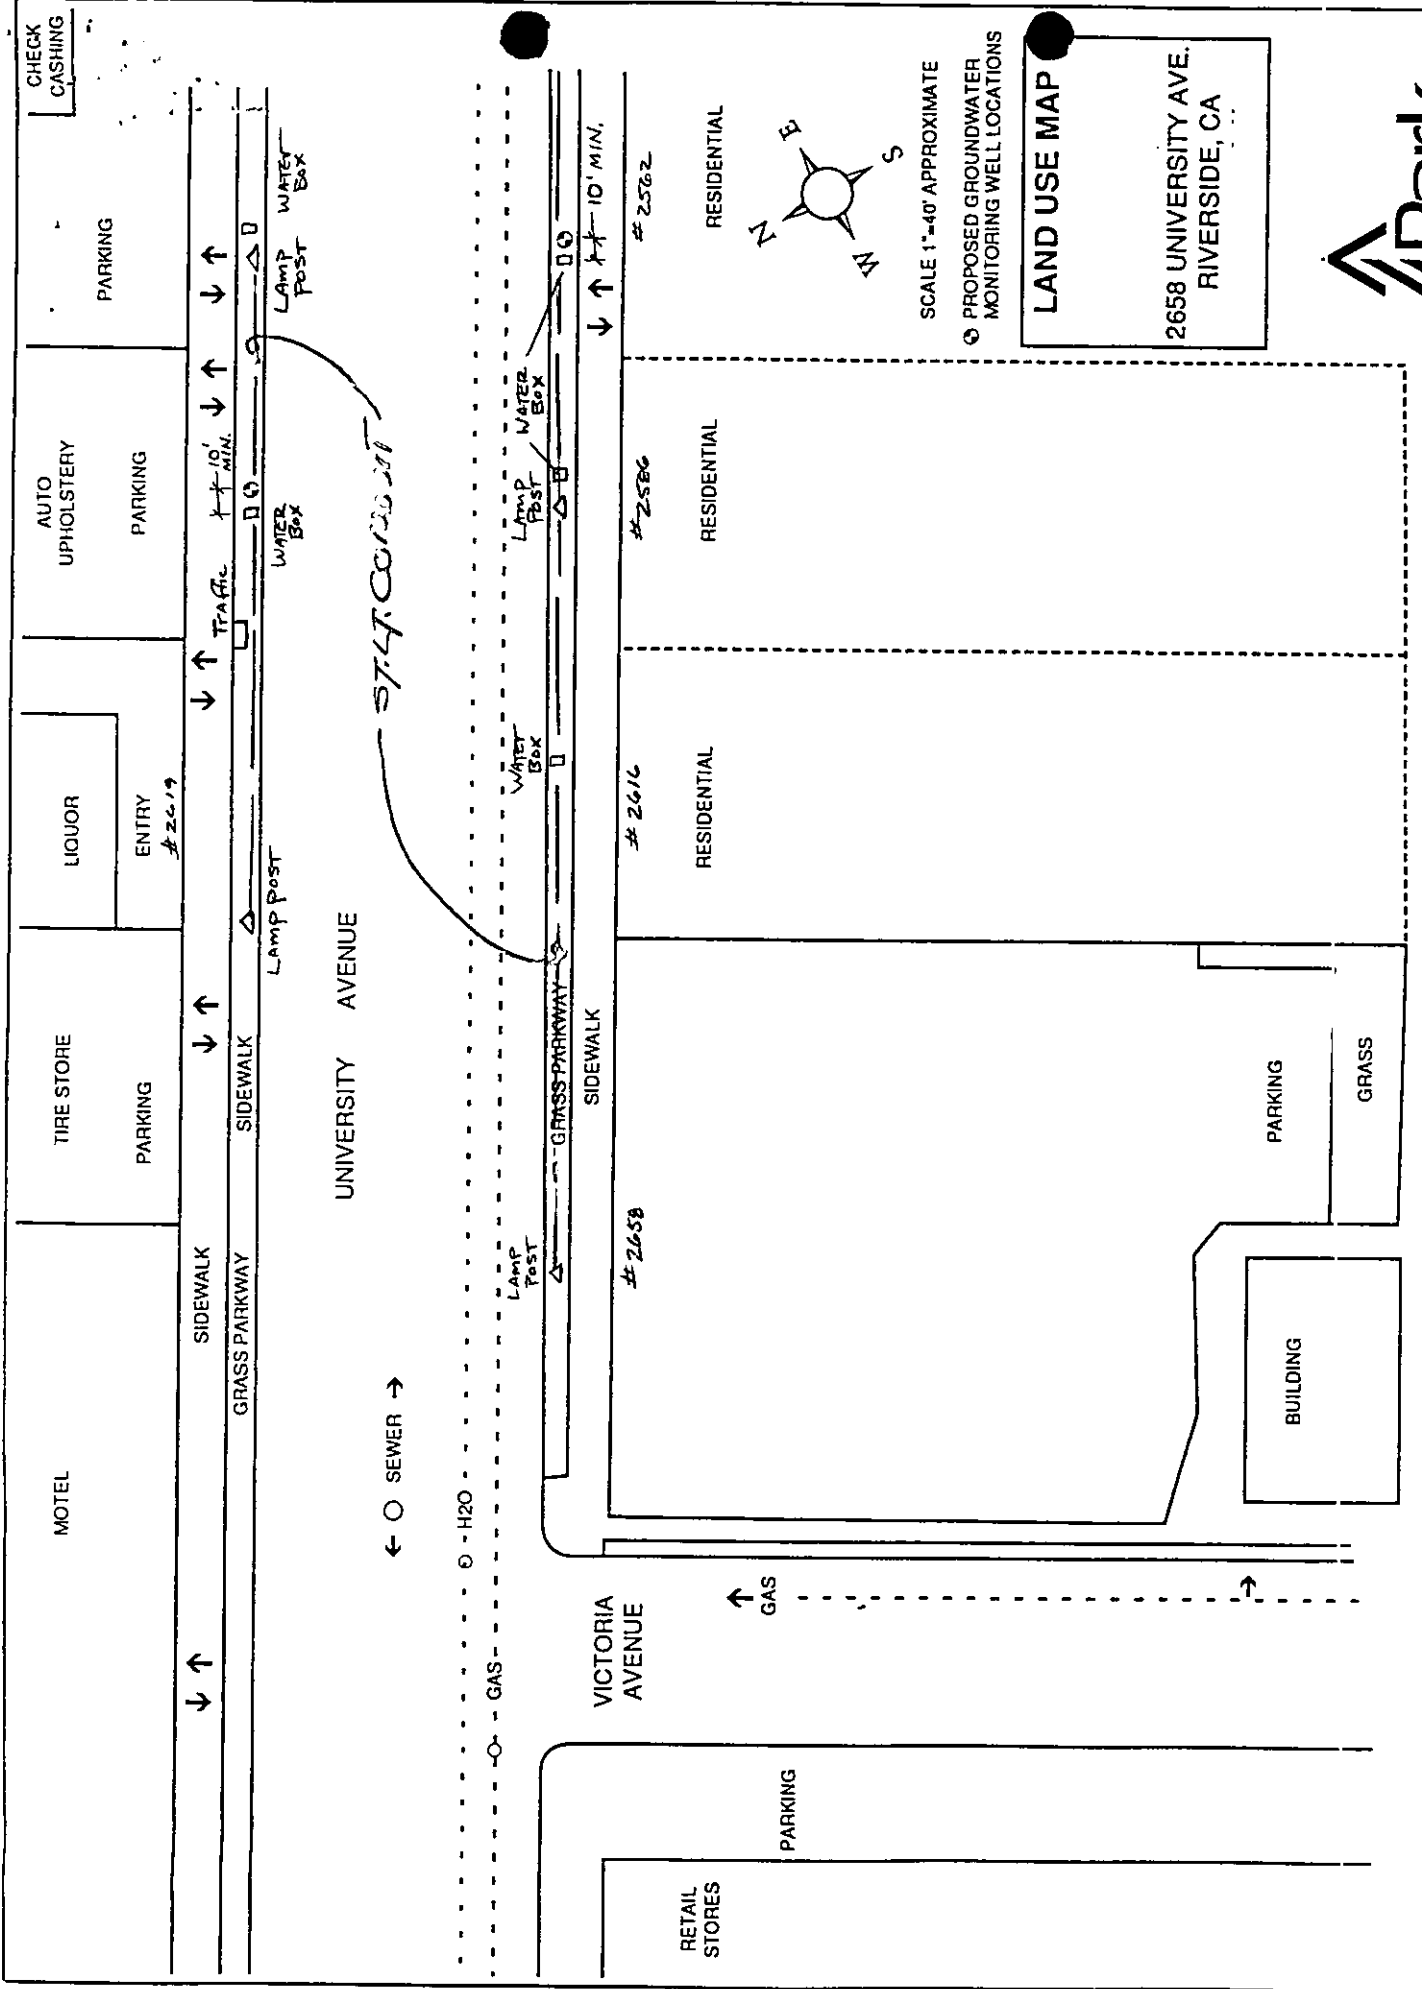 CHECK
CASHING
PARKING
AUTO
UPHOLSTERY
PARKING
LIQUOR
ENTRY
#2619
TIRE STORE
PARKING
MOTEL
SIDEWALK
GRASS PARKWAY
SIDEWALK
Traffic
10'
MIN.
WATER
BOX
LAMP
POST
WATER
BOX
LAMP POST
UNIVERSITY AVENUE
ST. LT. CONDUIT
← O SEWER →
H2O
GAS
LAMP
POST
GRASS PARKWAY
SIDEWALK
WATER
BOX
LAMP
POST
WATER
BOX
10' MIN.
#2658
#2616
#2586
#2562
RESIDENTIAL
RESIDENTIAL
RESIDENTIAL
VICTORIA
AVENUE
GAS
PARKING
RETAIL
STORES
BUILDING
PARKING
GRASS
N
E
S
W
SCALE 1"=40' APPROXIMATE
PROPOSED GROUNDWATER
MONITORING WELL LOCATIONS
LAND USE MAP
2658 UNIVERSITY AVE.
RIVERSIDE, CA